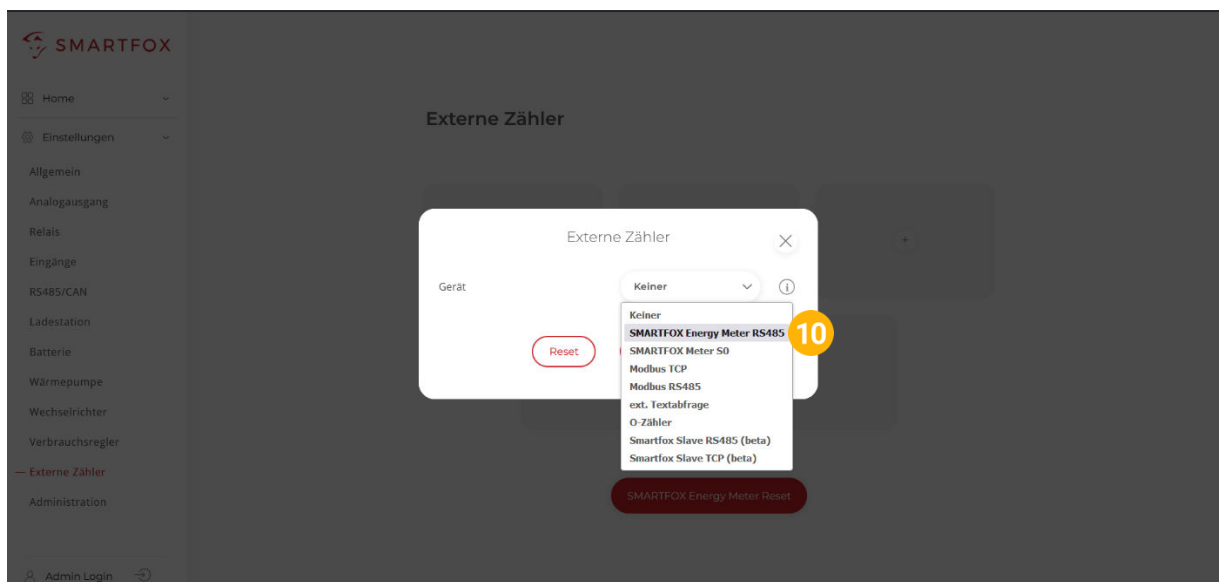 SMARTFOX
Home
Einstellungen
Allgemein
Analogausgang
Relais
Eingänge
RS485/CAN
Ladestation
Batterie
Wärmepumpe
Wechselrichter
Verbrauchsregler
Externe Zähler
Administration
Admin Login
Externe Zähler
+
Externe Zähler
Gerät
Keiner
i
Keiner
SMARTFOX Energy Meter RS485
10
SMARTFOX Meter S0
Modbus TCP
Modbus RS485
ext. Textabfrage
O-Zähler
Smartfox Slave RS485 (beta)
Smartfox Slave TCP (beta)
Reset
SMARTFOX Energy Meter Reset